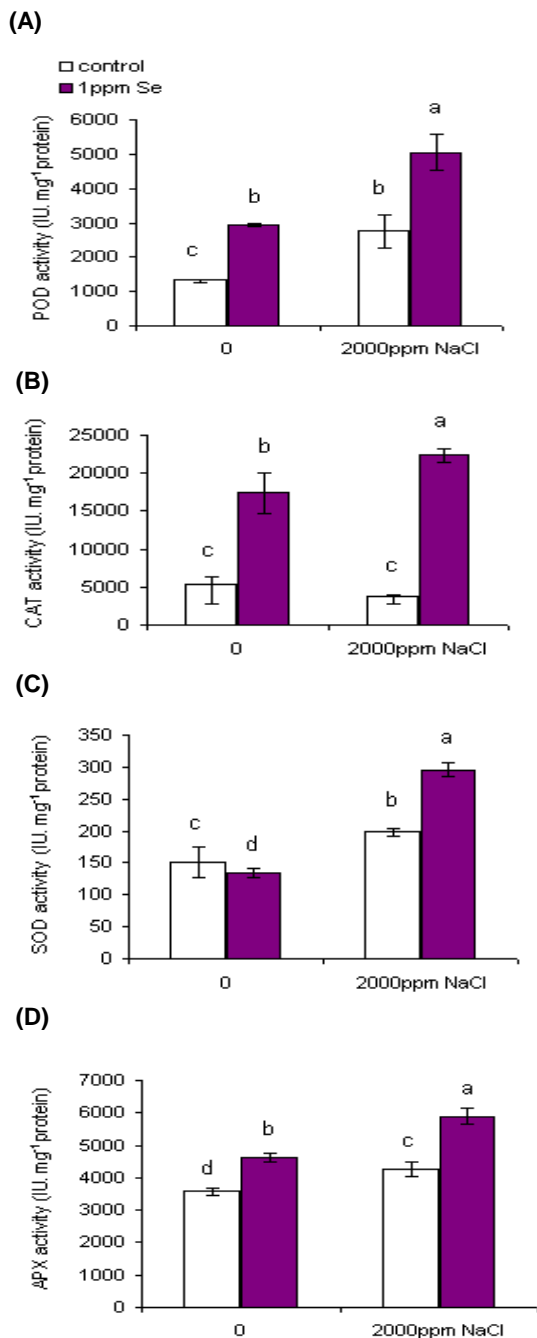 (A)
control
1ppm Se
POD activity (IU. mg⁻¹ protein)
6000
5000
4000
3000
2000
1000
0
c
b
b
a
0
2000ppm NaCl
(B)
CAT activity (IU. mg⁻¹ protein)
25000
20000
15000
10000
5000
0
c
b
c
a
0
2000ppm NaCl
(C)
SOD activity (IU. mg⁻¹ protein)
350
300
250
200
150
100
50
0
c
d
b
a
0
2000ppm NaCl
(D)
APX activity (IU. mg⁻¹ protein)
7000
6000
5000
4000
3000
2000
1000
0
d
b
c
a
0
2000ppm NaCl